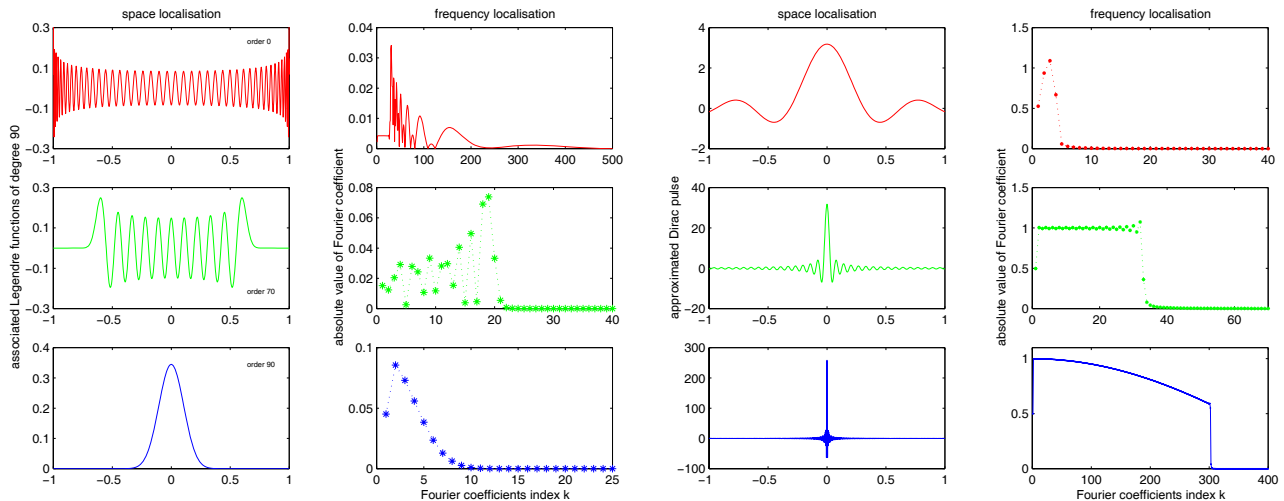 space localisation
frequency localisation
space localisation
frequency localisation
associated Legendre functions of degree 90
0.3
0.1
−0.1
−0.3
order 0
−1 −0.5 0 0.5 1
0.04
0.03
0.02
0.01
0
0 100 200 300 400 500
4
2
0
−2
−1 −0.5 0 0.5 1
1.5
1
0.5
0
0 10 20 30 40
0.3
0.1
−0.1
−0.3
order 70
−1 −0.5 0 0.5 1
absolute value of Fourier coefficient
0.08
0.06
0.04
0.02
0
0 10 20 30 40
approximated Dirac pulse
40
20
0
−20
−1 −0.5 0 0.5 1
absolute value of Fourier coefficient
1.5
1
0.5
0
0 20 40 60
0.4
0.3
0.2
0.1
0
order 90
−1 −0.5 0 0.5 1
0.1
0.05
0
0 5 10 15 20 25
Fourier coefficients index k
300
200
100
0
−100
−1 −0.5 0 0.5 1
1
0.5
0
0 100 200 300 400
Fourier coefficients index k